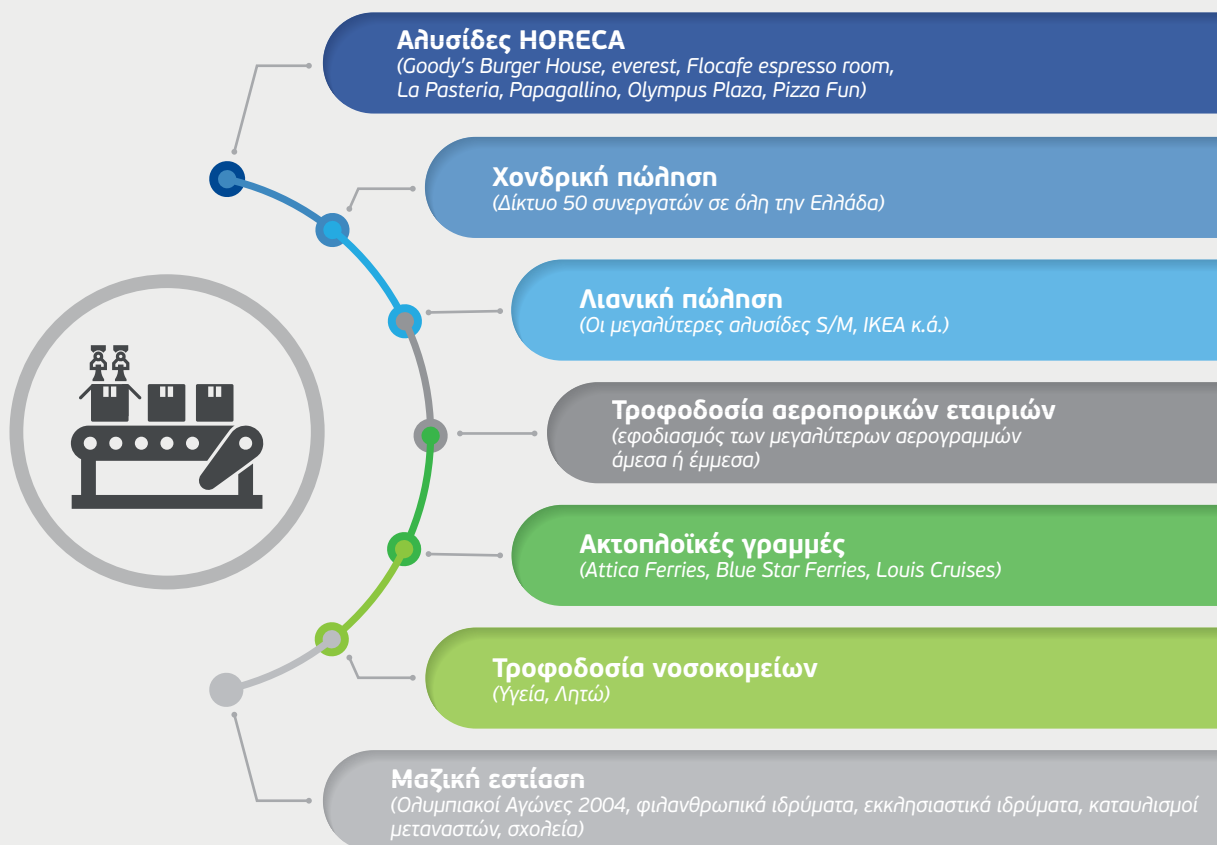 Αλυσίδες HORECA
(Goody's Burger House, everest, Flocafe espresso room,
La Pasteria, Papagallino, Olympus Plaza, Pizza Fun)
Χονδρική πώληση
(Δίκτυο 50 συνεργατών σε όλη την Ελλάδα)
Λιανική πώληση
(Οι μεγαλύτερες αλυσίδες S/M, IKEA κ.ά.)
Τροφοδοσία αεροπορικών εταιριών
(εφοδιασμός των μεγαλύτερων αερογραμμών
άμεσα ή έμμεσα)
Ακτοπλοϊκές γραμμές
(Attica Ferries, Blue Star Ferries, Louis Cruises)
Τροφοδοσία νοσοκομείων
(Υγεία, Λητώ)
Μαζική εστίαση
(Ολυμπιακοί Αγώνες 2004, φιλανθρωπικά ιδρύματα, εκκλησιαστικά ιδρύματα, καταυλισμοί
μεταναστών, σχολεία)